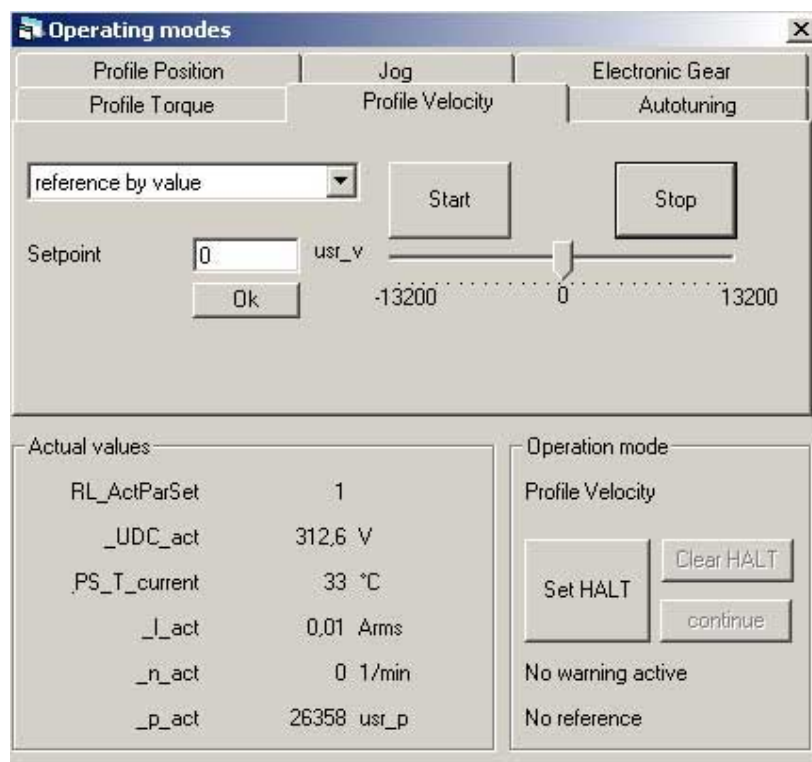 Operating modes
Profile Position Jog Electronic Gear
Profile Torque Profile Velocity Autotuning
reference by value Start Stop
Setpoint 0 usr_v
Ok -13200 0 13200
Actual values
RL_ActParSet 1
_UDC_act 312,6 V
_PS_T_current 33 °C
_I_act 0,01 Arms
_n_act 0 1/min
_p_act 26358 usr_p
Operation mode
Profile Velocity
Set HALT Clear HALT
continue
No warning active
No reference